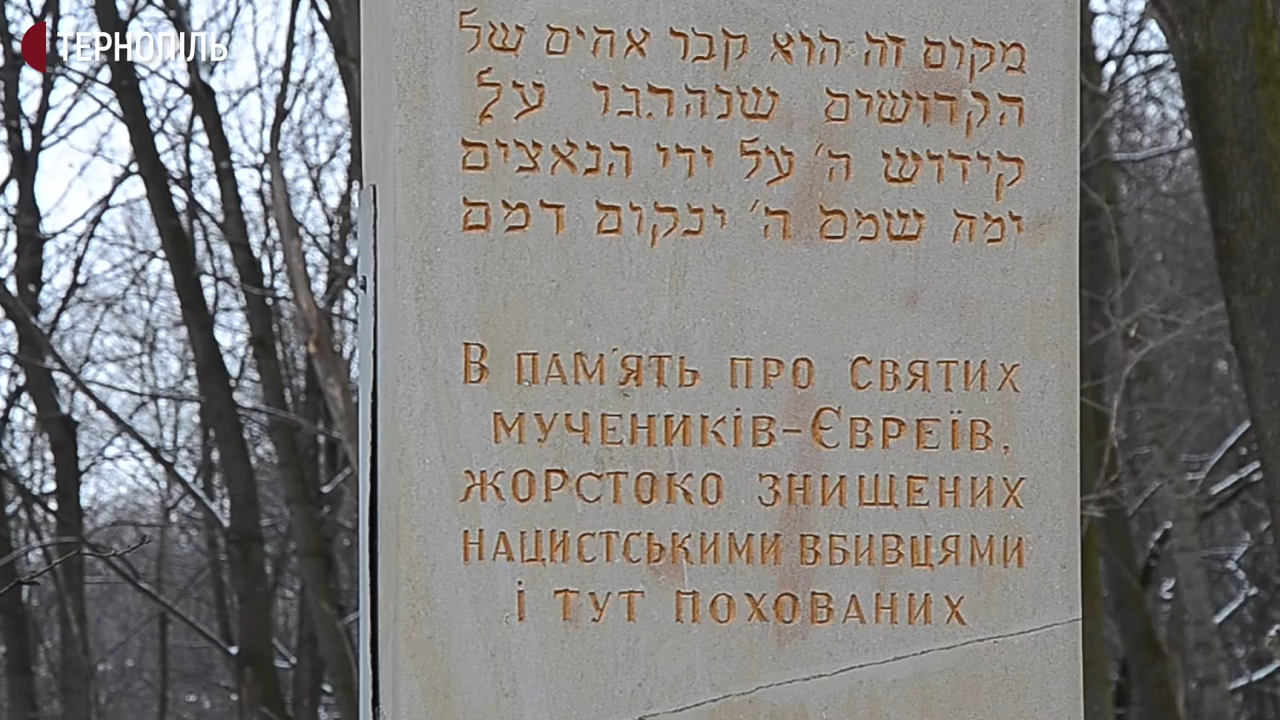 ТЕРНОПІЛЬ
מקום זה הוא קבר אחים של
הקדושים שנהרגו על
קידוש ה׳ על ידי הנאצים
ימח שמם ה׳ ינקום דמם
В ПАМ'ЯТЬ ПРО СВЯТИХ
МУЧЕНИКІВ-ЄВРЕЇВ,
ЖОРСТОКО ЗНИЩЕНИХ
НАЦИСТСЬКИМИ ВБИВЦЯМИ
І ТУТ ПОХОВАНИХ